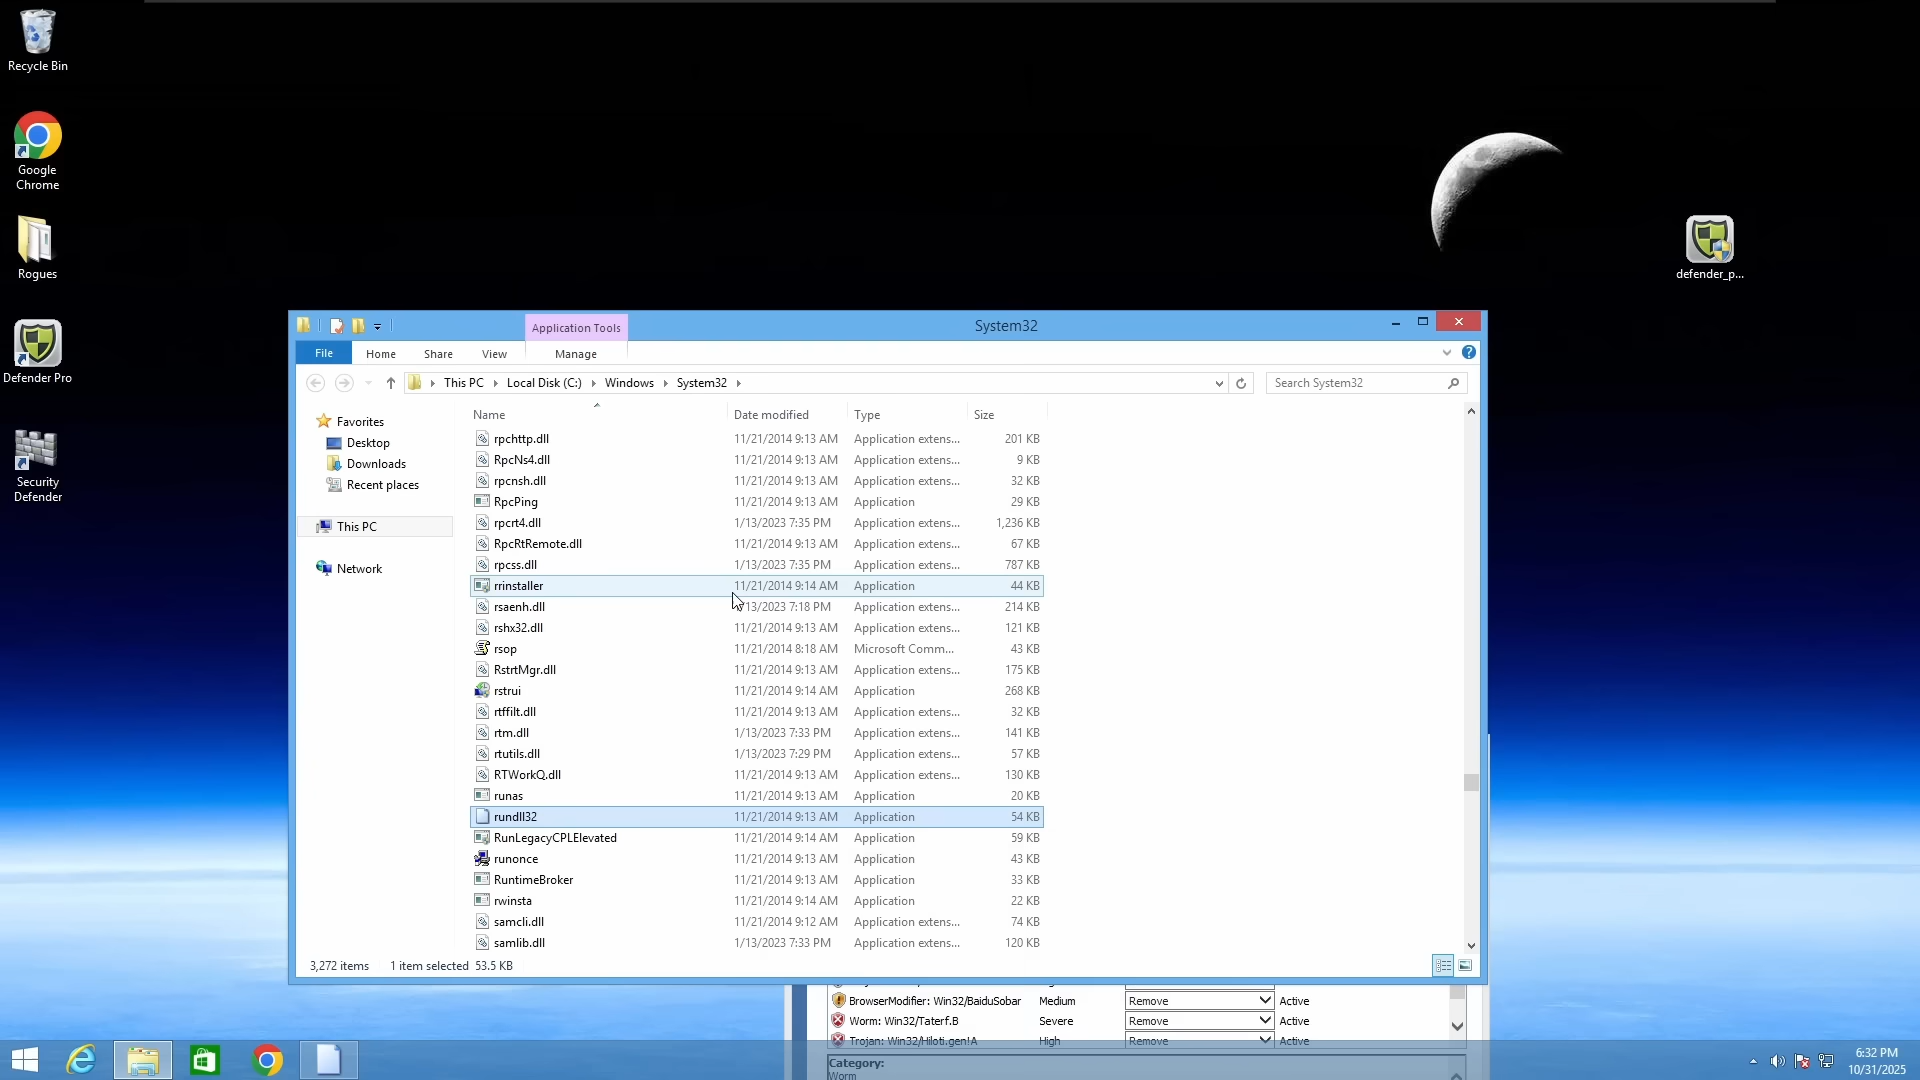 Recycle Bin
Google
Chrome
Rogues
Defender Pro
Security
Defender
defender_p...
Application Tools
System32
File
Home
Share
View
Manage
This PC
Local Disk (C:)
Windows
System32
Search System32
Favorites
Desktop
Downloads
Recent places
This PC
Network
Name Date modified Type Size
rpchttp.dll 11/21/2014 9:13 AM Application extens... 201 KB
RpcNs4.dll 11/21/2014 9:13 AM Application extens... 9 KB
rpcnsh.dll 11/21/2014 9:13 AM Application extens... 32 KB
RpcPing 11/21/2014 9:13 AM Application 29 KB
rpcrt4.dll 1/13/2023 7:35 PM Application extens... 1,236 KB
RpcRtRemote.dll 11/21/2014 9:13 AM Application extens... 67 KB
rpcss.dll 1/13/2023 7:35 PM Application extens... 787 KB
rrinstaller 11/21/2014 9:14 AM Application 44 KB
rsaenh.dll /13/2023 7:18 PM Application extens... 214 KB
rshx32.dll 11/21/2014 9:13 AM Application extens... 121 KB
rsop 11/21/2014 8:18 AM Microsoft Comm... 43 KB
RstrtMgr.dll 11/21/2014 9:13 AM Application extens... 175 KB
rstrui 11/21/2014 9:14 AM Application 268 KB
rtffilt.dll 11/21/2014 9:13 AM Application extens... 32 KB
rtm.dll 1/13/2023 7:33 PM Application extens... 141 KB
rtutils.dll 1/13/2023 7:29 PM Application extens... 57 KB
RTWorkQ.dll 11/21/2014 9:13 AM Application extens... 130 KB
runas 11/21/2014 9:13 AM Application 20 KB
rundll32 11/21/2014 9:13 AM Application 54 KB
RunLegacyCPLElevated 11/21/2014 9:14 AM Application 59 KB
runonce 11/21/2014 9:13 AM Application 43 KB
RuntimeBroker 11/21/2014 9:13 AM Application 33 KB
rwinsta 11/21/2014 9:14 AM Application 22 KB
samcli.dll 11/21/2014 9:12 AM Application extens... 74 KB
samlib.dll 1/13/2023 7:33 PM Application extens... 120 KB
3,272 items 1 item selected 53.5 KB
BrowserModifier: Win32/BaiduSobar Medium Remove Active
Worm: Win32/Taterf.B Severe Remove Active
Trojan: Win32/Hiloti.gen!A High Remove Active
Category:
Worm
6:32 PM
10/31/2025